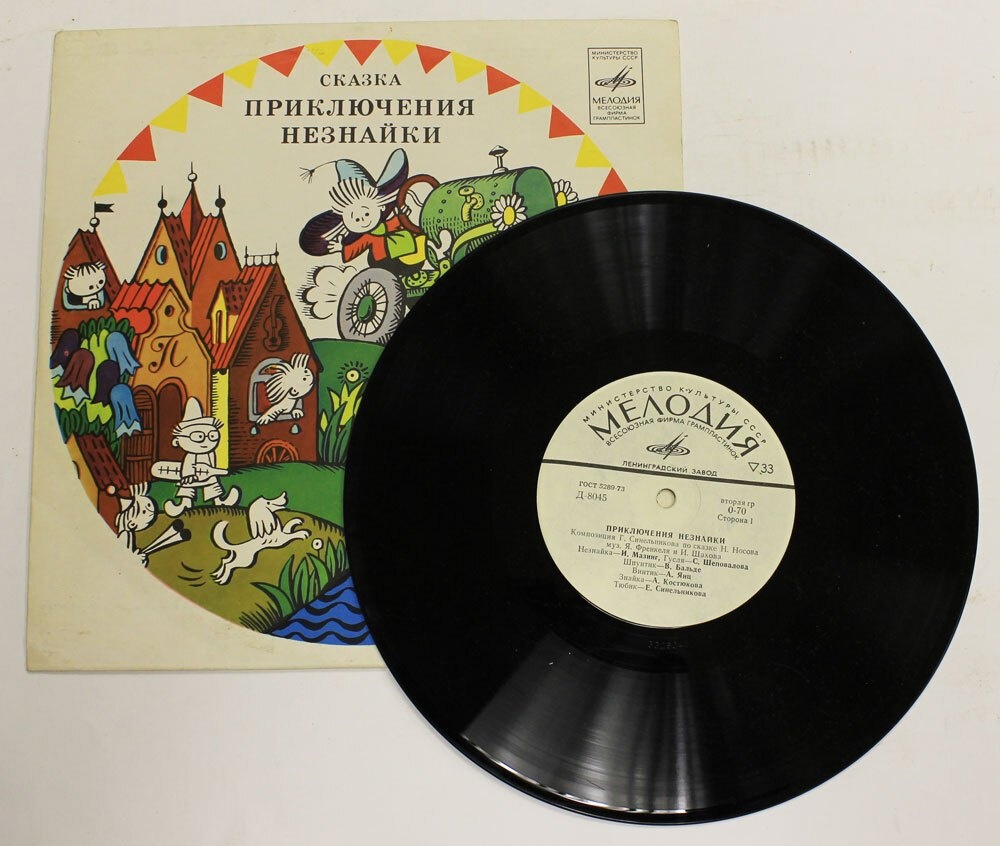 СКАЗКА
ПРИКЛЮЧЕНИЯ
НЕЗНАЙКИ
МИНИСТЕРСТВО
КУЛЬТУРЫ СССР
МЕЛОДИЯ
ВСЕСОЮЗНАЯ
ФИРМА
ГРАМПЛАСТИНОК
П
МИНИСТЕРСТВО КУЛЬТУРЫ СССР
МЕЛОДИЯ
ВСЕСОЮЗНАЯ ФИРМА ГРАМПЛАСТИНОК
ЛЕНИНГРАДСКИЙ ЗАВОД
33
ГОСТ 5289-73
Д-8045
вторая гр
0-70
Сторона 1
ПРИКЛЮЧЕНИЯ НЕЗНАЙКИ
Композиция Г. Синельникова по сказке Н. Носова
муз. Я. Френкеля и И. Шахова
Незнайка—И. Мазинг, Гусля—С. Шеповалова
Шпунтик—В. Бальде
Винтик—А. Янц
Знайка—А. Костюкова
Тюбик—Е. Синельникова